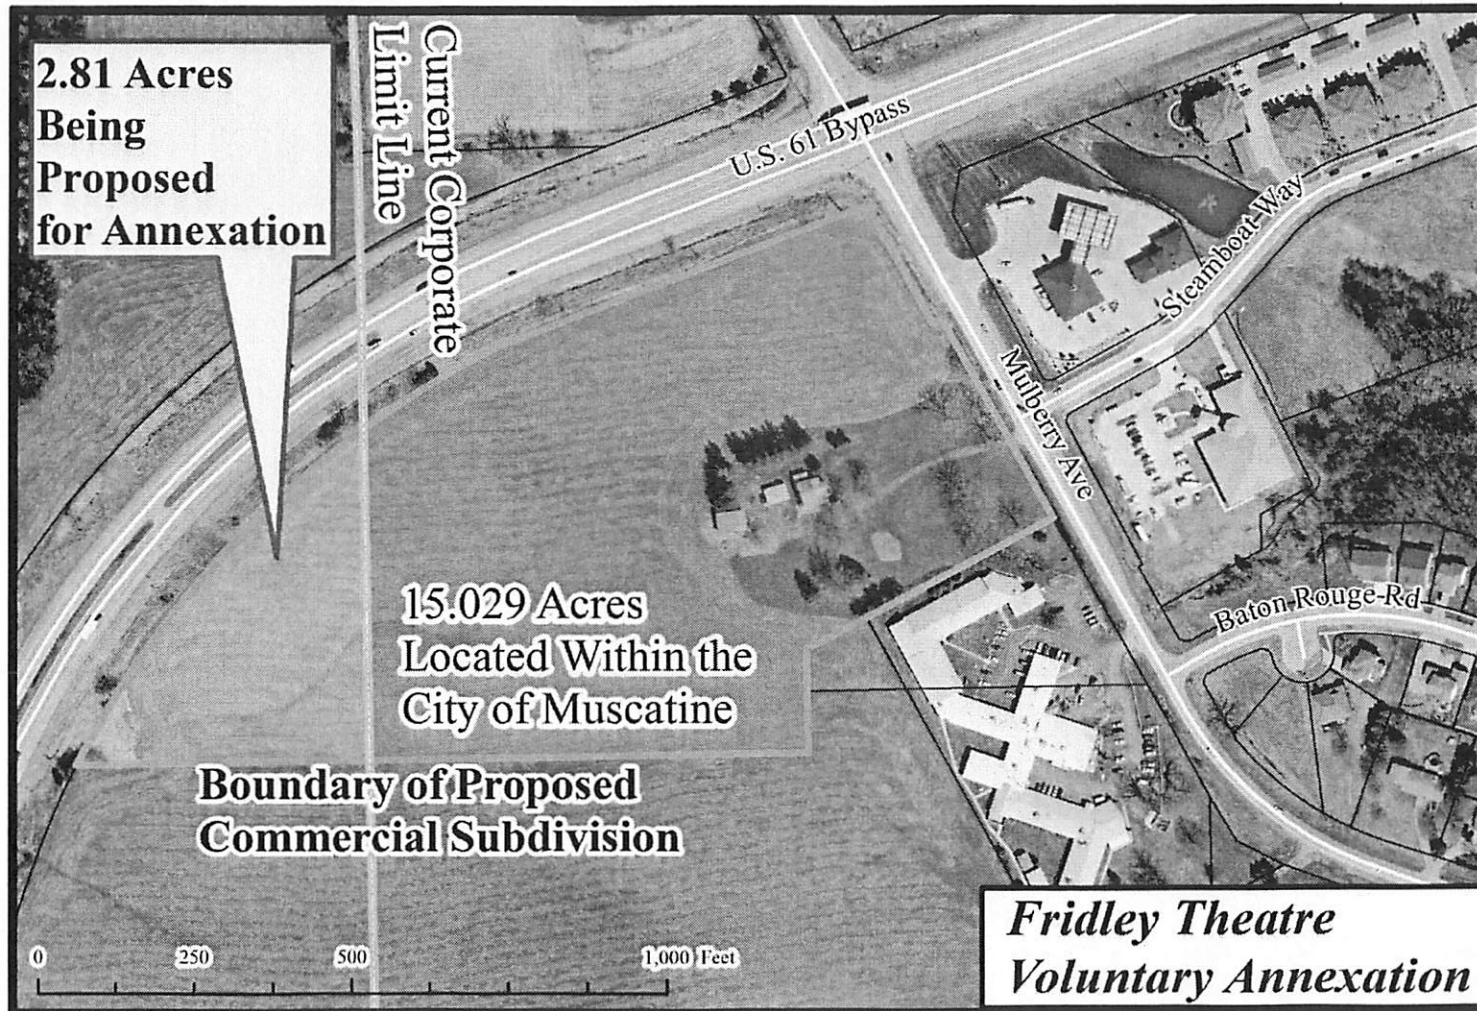 2.81 Acres
Being
Proposed
for Annexation
Current Corporate
Limit Line
U.S. 61 Bypass
Steamboat-Way
Mulberry Ave
15.029 Acres
Located Within the
City of Muscatine
Baton Rouge-Rd
Boundary of Proposed
Commercial Subdivision
0 250 500 1,000 Feet
Fridley Theatre
Voluntary Annexation